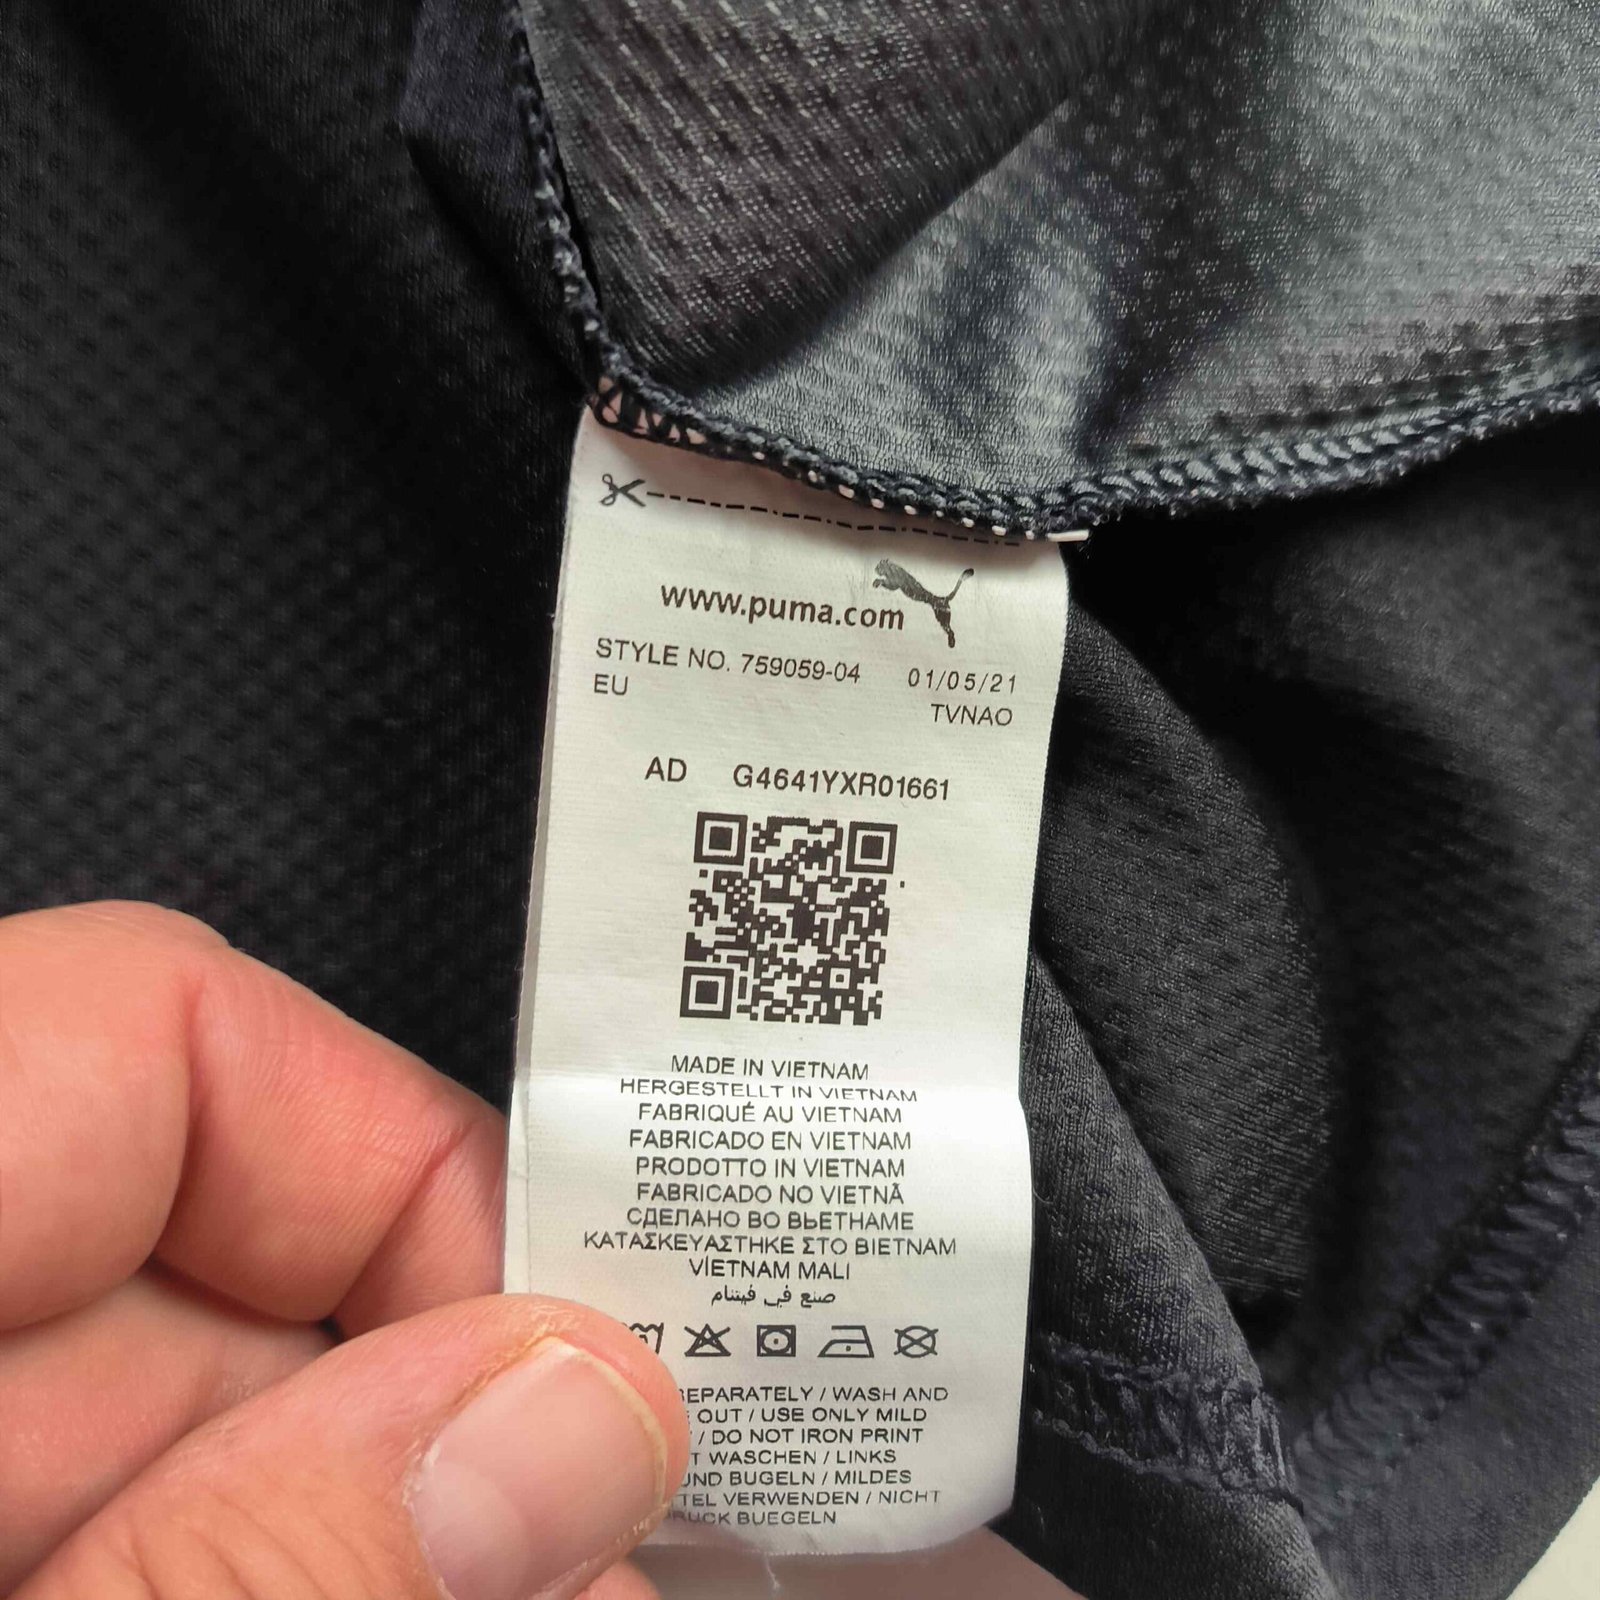 www.puma.com
STYLE NO. 759059-04 01/05/21
EU TVNAO
AD G4641YXR01661
MADE IN VIETNAM
HERGESTELLT IN VIETNAM
FABRIQUÉ AU VIETNAM
FABRICADO EN VIETNAM
PRODOTTO IN VIETNAM
FABRICADO NO VIETNÃ
СДЕЛАНО ВО ВЬЕТНАМЕ
ΚΑΤΑΣΚΕΥΑΣΤΗΚΕ ΣΤΟ ΒΙΕΤΝΑΜ
VİETNAM MALI
صنع في فيتنام
EPARATELY / WASH AND
OUT / USE ONLY MILD
/ DO NOT IRON PRINT
T WASCHEN / LINKS
UND BUGELN / MILDES
TEL VERWENDEN / NICHT
RUCK BUEGELN